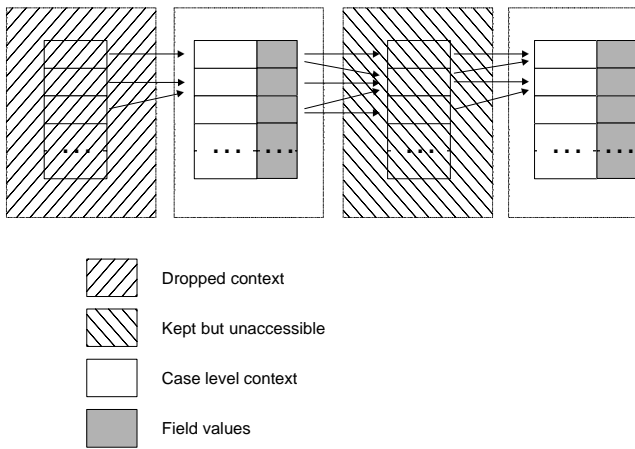 ... ... ... ... ... ...
Dropped context
Kept but unaccessible
Case level context
Field values